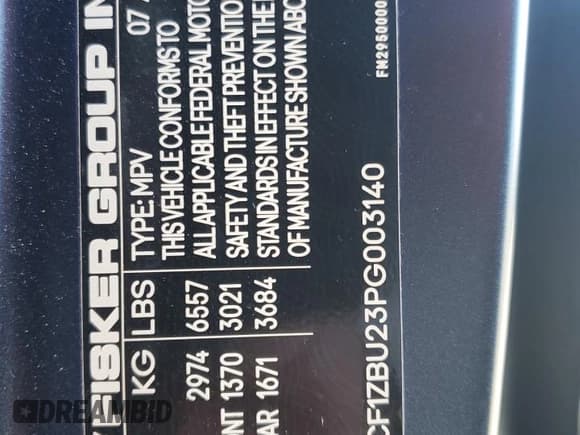 FISKER GROUP IN
07
KG LBS TYPE: MPV
THIS VEHICLE CONFORMS TO
2974 6557 ALL APPLICABLE FEDERAL MOTO
SAFETY AND THEFT PREVENTIO
NT 1370 3021 STANDARDS IN EFFECT ON THE
AR 1671 3684 OF MANUFACTURE SHOWN ABO
CF1ZBU23PG003140
FM2950000
DREAMBID